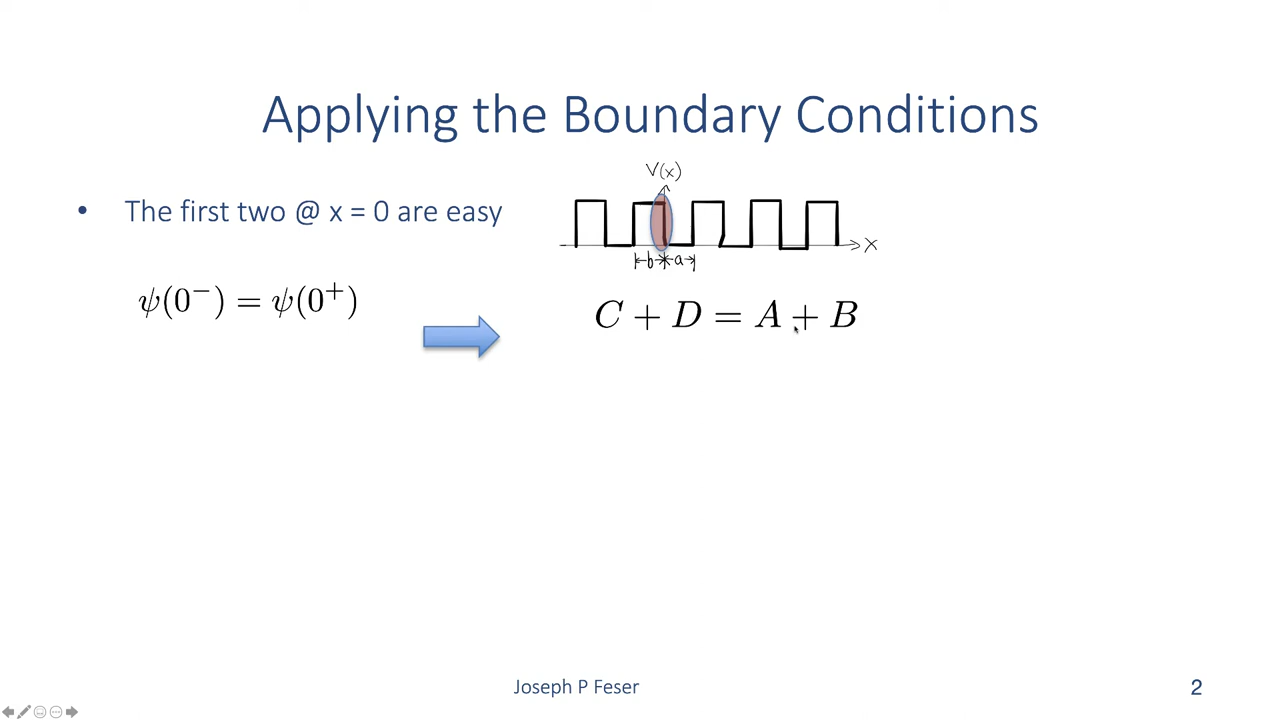 Applying the Boundary Conditions
V(x)
• The first two @ x = 0 are easy
x
b a
ψ(0⁻) = ψ(0⁺)
C + D = A + B
Joseph P Feser
2